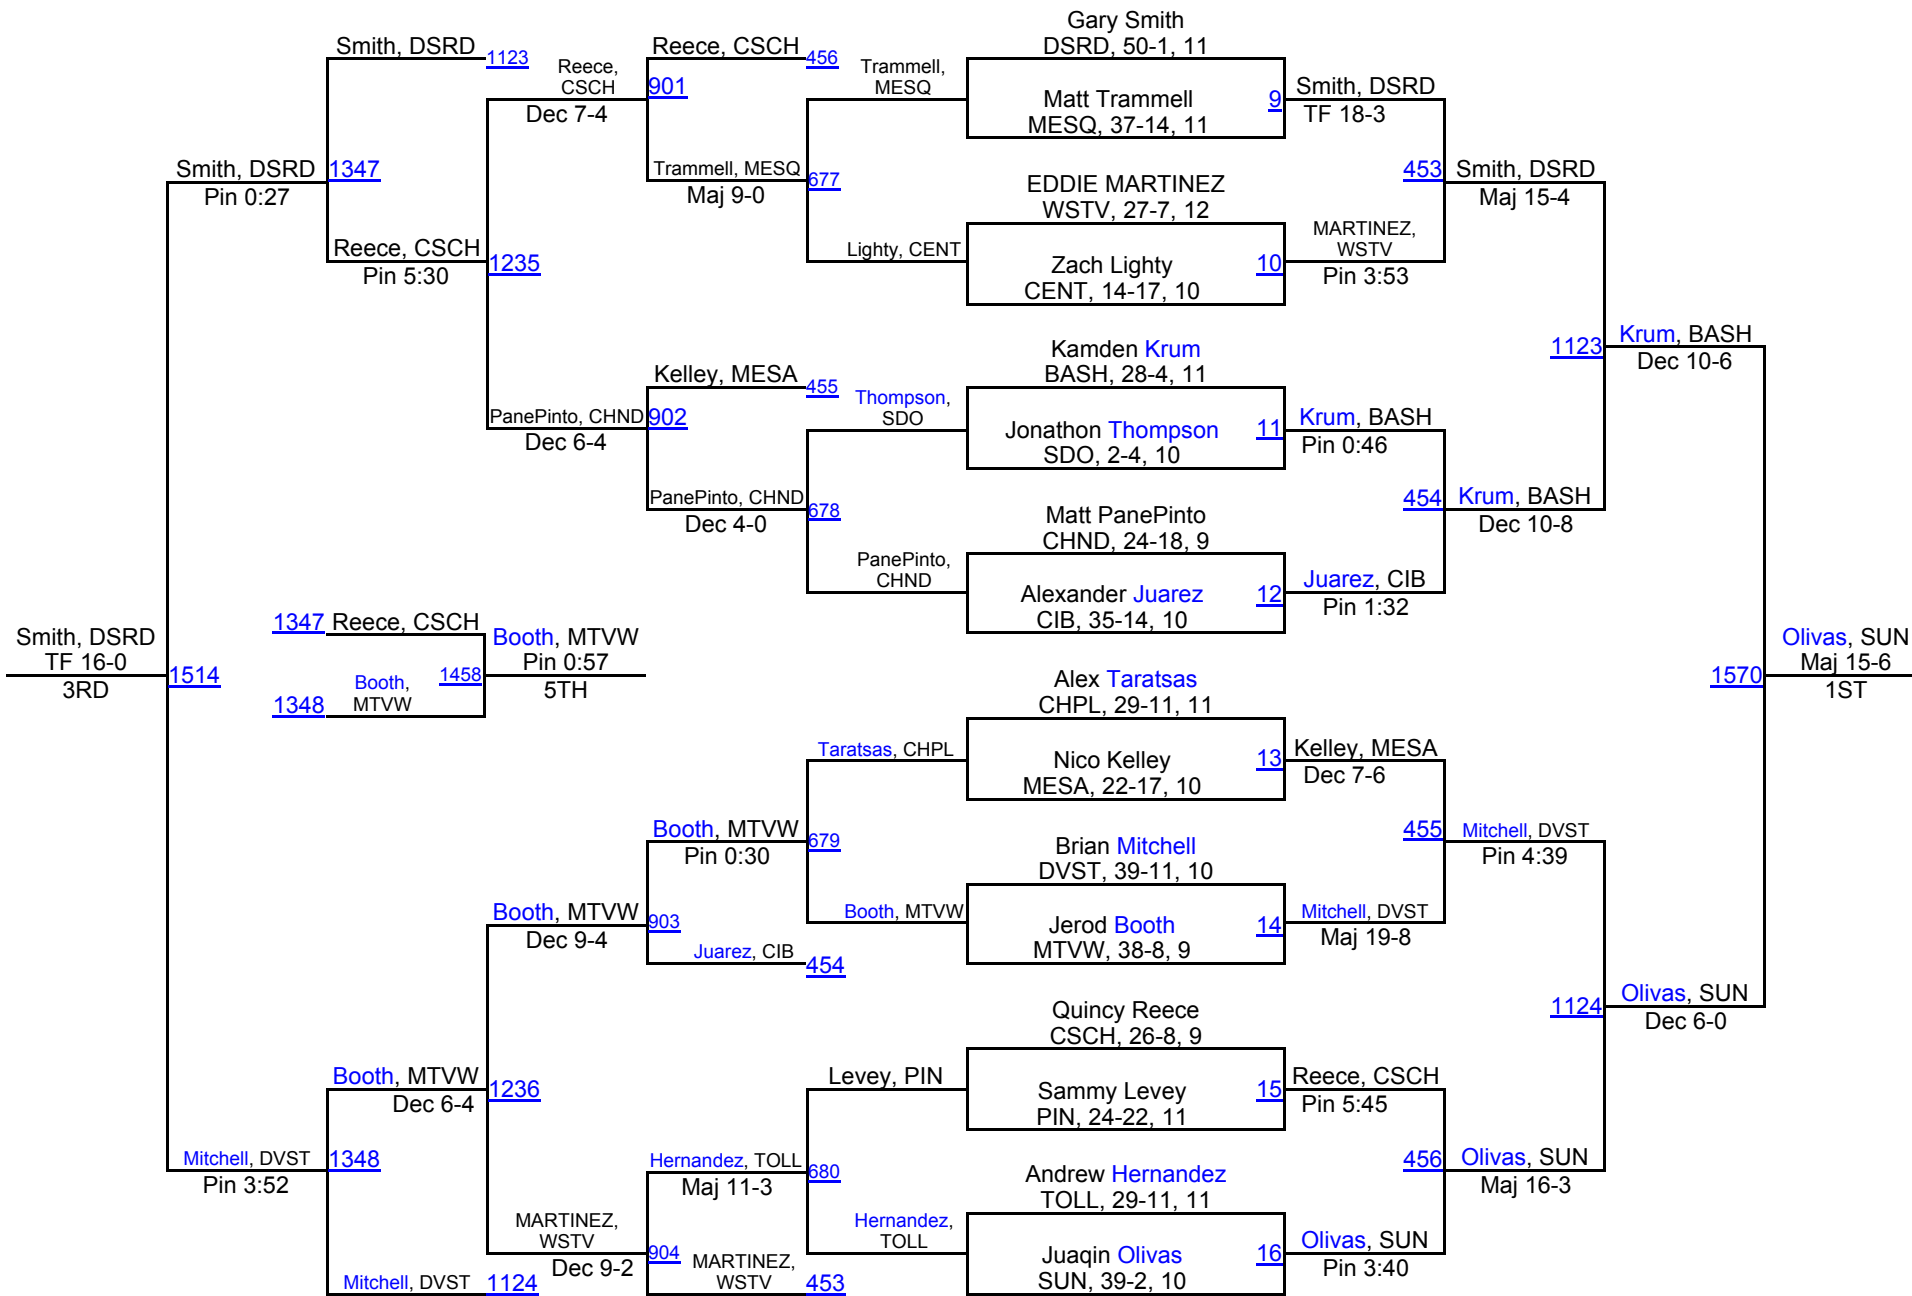 Gary Smith
DSRD, 50-1, 11
Smith, DSRD
1123
Reece, CSCH
456
Reece,
CSCH
Dec 7-4
901
Trammell,
MESQ
Matt Trammell
MESQ, 37-14, 11
9
Smith, DSRD
TF 18-3
Smith, DSRD
Pin 0:27
1347
Trammell, MESQ
Maj 9-0
677
EDDIE MARTINEZ
WSTV, 27-7, 12
453
Smith, DSRD
Maj 15-4
Reece, CSCH
Pin 5:30
1235
Lighty, CENT
Zach Lighty
CENT, 14-17, 10
10
MARTINEZ,
WSTV
Pin 3:53
Kamden Krum
BASH, 28-4, 11
1123
Krum, BASH
Dec 10-6
Kelley, MESA
455
PanePinto, CHND
Dec 6-4
902
Thompson,
SDO
Jonathon Thompson
SDO, 2-4, 10
11
Krum, BASH
Pin 0:46
PanePinto, CHND
Dec 4-0
678
Matt PanePinto
CHND, 24-18, 9
454
Krum, BASH
Dec 10-8
PanePinto,
CHND
Alexander Juarez
CIB, 35-14, 10
12
Juarez, CIB
Pin 1:32
Smith, DSRD
TF 16-0
3RD
1514
1347
Reece, CSCH
Booth,
MTVW
1348
1458
Booth, MTVW
Pin 0:57
5TH
Alex Taratsas
CHPL, 29-11, 11
1570
Olivas, SUN
Maj 15-6
1ST
Taratsas, CHPL
Nico Kelley
MESA, 22-17, 10
13
Kelley, MESA
Dec 7-6
Booth, MTVW
Pin 0:30
679
Brian Mitchell
DVST, 39-11, 10
455
Mitchell, DVST
Pin 4:39
Booth, MTVW
Dec 9-4
903
Juarez, CIB
454
Booth, MTVW
Jerod Booth
MTVW, 38-8, 9
14
Mitchell, DVST
Maj 19-8
Quincy Reece
CSCH, 26-8, 9
1124
Olivas, SUN
Dec 6-0
Booth, MTVW
Dec 6-4
1236
Levey, PIN
Sammy Levey
PIN, 24-22, 11
15
Reece, CSCH
Pin 5:45
Mitchell, DVST
Pin 3:52
1348
Hernandez, TOLL
Maj 11-3
680
Andrew Hernandez
TOLL, 29-11, 11
456
Olivas, SUN
Maj 16-3
MARTINEZ,
WSTV
Dec 9-2
904
Hernandez,
TOLL
Juaqin Olivas
SUN, 39-2, 10
16
Olivas, SUN
Pin 3:40
Mitchell, DVST
1124
MARTINEZ,
WSTV
453